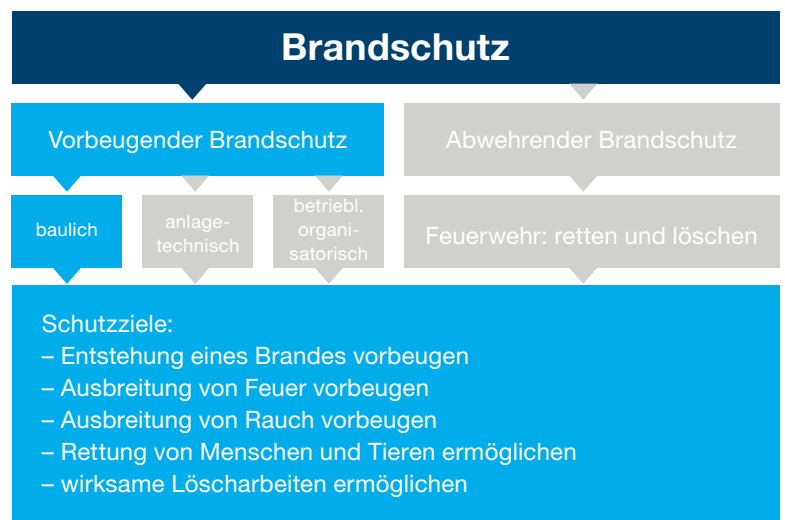 Brandschutz
Vorbeugender Brandschutz
Abwehrender Brandschutz
baulich
anlage-
technisch
betriebl.
organi-
satorisch
Feuerwehr: retten und löschen
Schutzziele:
– Entstehung eines Brandes vorbeugen
– Ausbreitung von Feuer vorbeugen
– Ausbreitung von Rauch vorbeugen
– Rettung von Menschen und Tieren ermöglichen
– wirksame Löscharbeiten ermöglichen